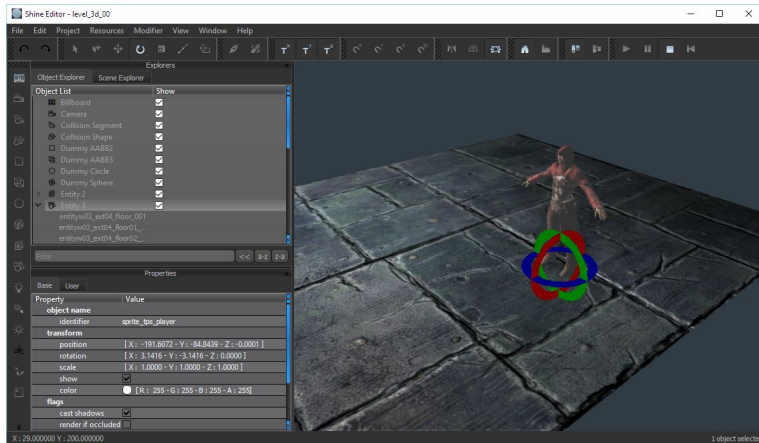 Shine Editor - level_3d_00
File Edit Project Resources Modifier View Window Help
Explorers
Object Explorer Scene Explorer
Object List Show
Billboard
Camera
Collision Segment
Collision Shape
Dummy AABB2
Dummy AABB3
Dummy Circle
Dummy Sphere
Entity 2
Entity 3
entityw03_ext04_floor_001
entityw03_ext04_floor01_...
entityw03_ext04_floor02_...
Filter << a-z z-a
Properties
Base User
Property Value
object name
identifier sprite_tps_player
transform
position [ X : -191.6072 - Y : -84.8439 - Z : -0.0001 ]
rotation [ X : 3.1416 - Y : -3.1416 - Z : 0.0000 ]
scale [ X : 1.0000 - Y : 1.0000 - Z : 1.0000 ]
show
color [ R : 255 - G : 255 - B : 255 - A : 255]
flags
cast shadows
render if occluded
X : 29.000000 Y : 200.000000 1 object selecte